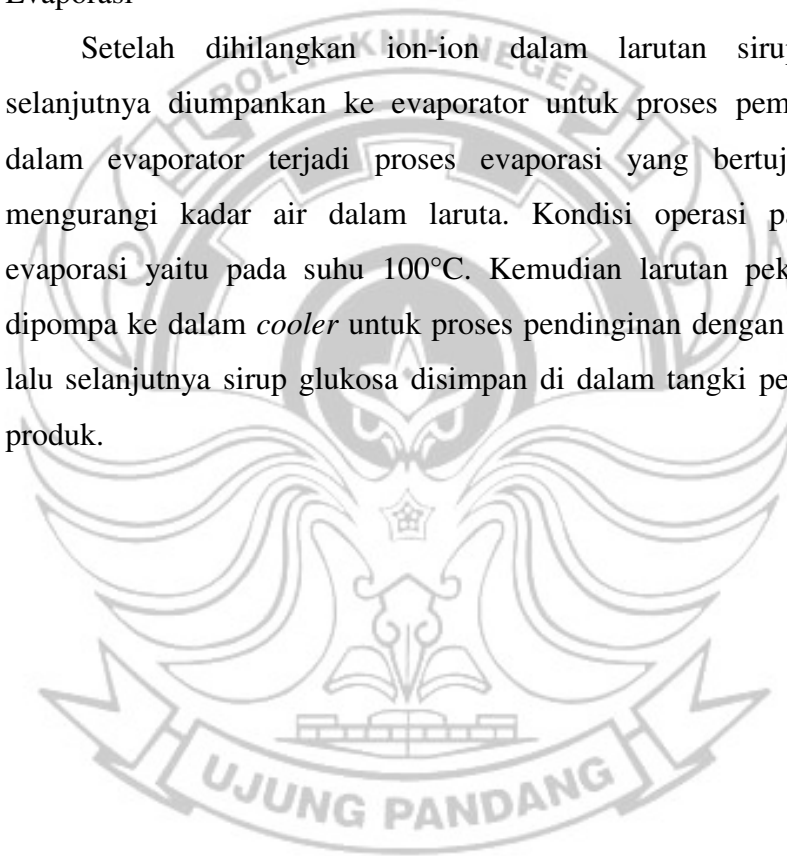 Evaporasi
Setelah dihilangkan ion-ion dalam larutan sirup
selanjutnya diumpankan ke evaporator untuk proses pem
dalam evaporator terjadi proses evaporasi yang bertuj
mengurangi kadar air dalam laruta. Kondisi operasi pa
evaporasi yaitu pada suhu 100°C. Kemudian larutan pek
dipompa ke dalam cooler untuk proses pendinginan dengan
lalu selanjutnya sirup glukosa disimpan di dalam tangki pe
produk.
POLITEKNIK NEGERI
UJUNG PANDANG